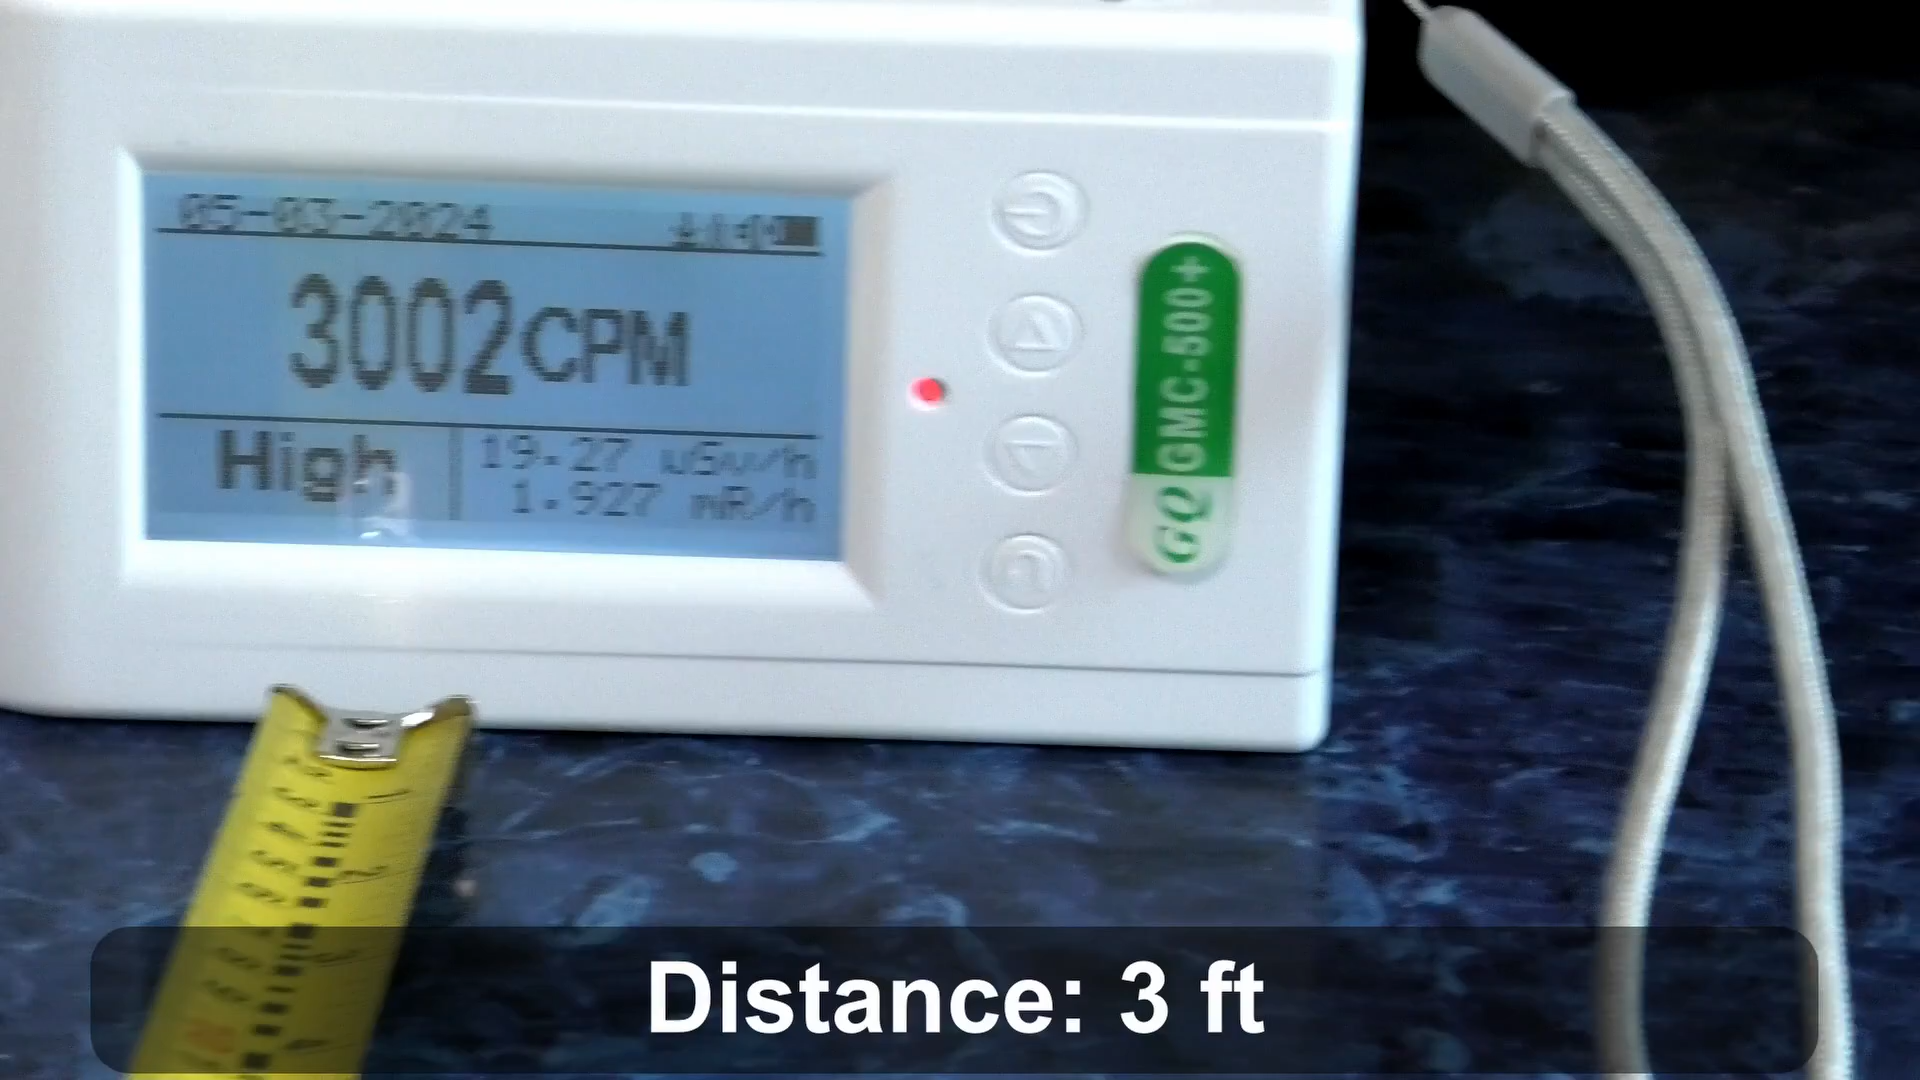 05-03-2024
3002CPM
High
19.27 uSv/h
1.927 mR/h
GQ GMC-500+
Distance: 3 ft